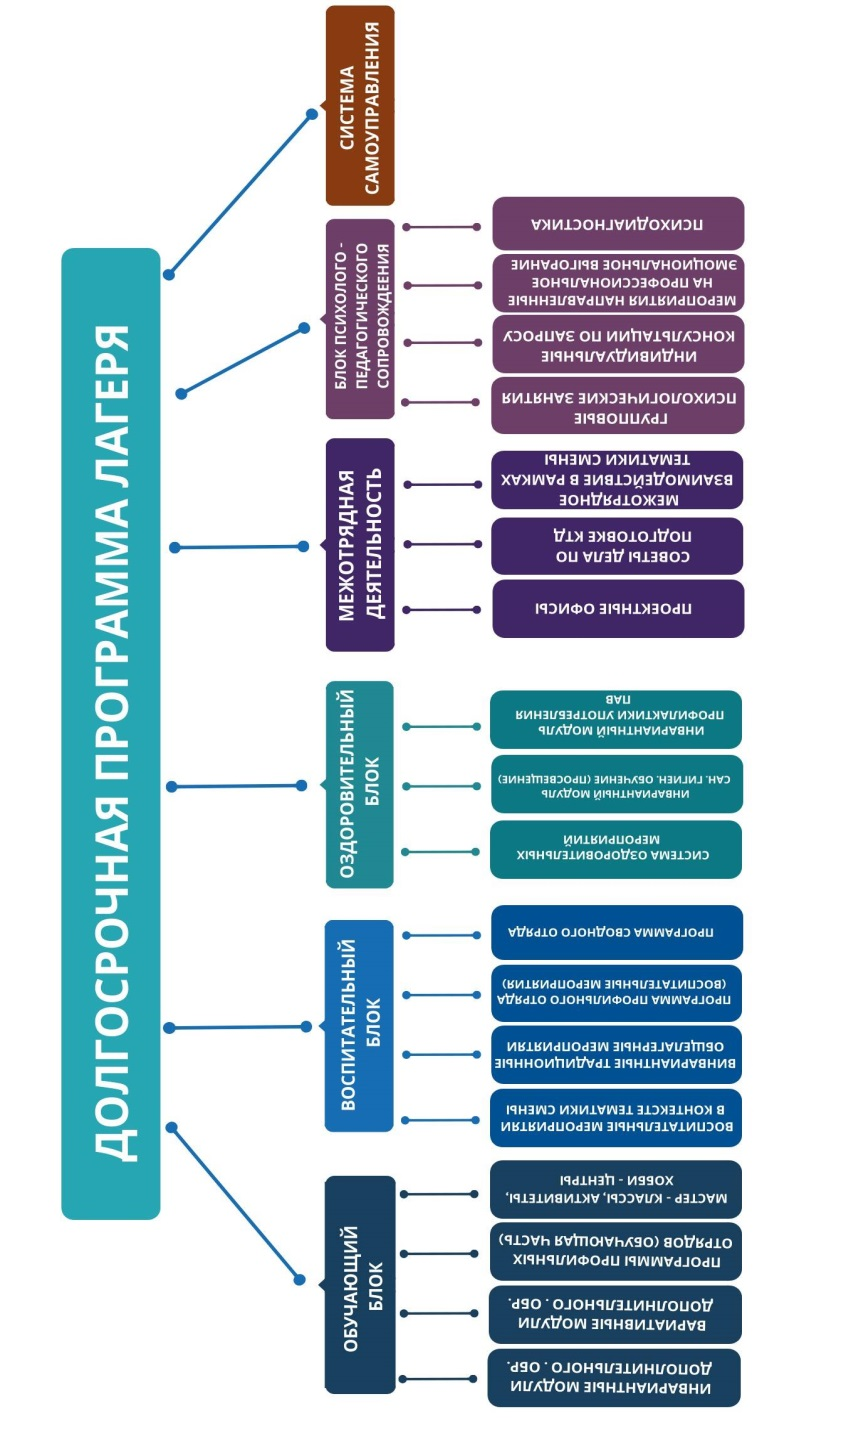 ДОЛГОСРОЧНАЯ ПРОГРАММА ЛАГЕРЯ
ОБУЧАЮЩИЙ
БЛОК
ИНВАРИАНТНЫЕ МОДУЛИ
ДОПОЛНИТЕЛЬНОГО . ОБР.
ВАРИАТИВНЫЕ МОДУЛИ
ДОПОЛНИТЕЛЬНОГО . ОБР.
ПРОГРАММЫ ПРОФИЛЬНЫХ
ОТРЯДОВ (ОБУЧАЮЩАЯ ЧАСТЬ)
МАСТЕР - КЛАССЫ, АКТИВИТЕТЫ,
ХОББИ - ЦЕНТРЫ
ВОСПИТАТЕЛЬНЫЙ
БЛОК
ВОСПИТАТЕЛЬНЫЕ МЕРОПРИЯТИЯ
В КОНТЕКСТЕ ТЕМАТИКИ СМЕНЫ
ВИНВАРИАНТНЫЕ ТРАДИЦИОННЫЕ
ОБЩЕЛАГЕРНЫЕ МЕРОПРИЯТИЯ
ПРОГРАММА ПРОФИЛЬНОГО ОТРЯДА
(ВОСПИТАТЕЛЬНЫЕ МЕРОПРИЯТИЯ)
ПРОГРАММА СВОДНОГО ОТРЯДА
ОЗДОРОВИТЕЛЬНЫЙ
БЛОК
СИСТЕМА ОЗДОРОВИТЕЛЬНЫХ
МЕРОПРИЯТИЙ
ИНВАРИАНТНЫЙ МОДУЛЬ
САН. ГИГИЕН. ОБУЧЕНИЕ (ПРОСВЕЩЕНИЕ)
ИНВАРИАНТНЫЙ МОДУЛЬ
ПРОФИЛАКТИКИ УПОТРЕБЛЕНИЯ
ПАВ
МЕЖОТРЯДНАЯ
ДЕЯТЕЛЬНОСТЬ
ПРОЕКТНЫЕ ОФИСЫ
СОВЕТЫ ДЕЛА ПО
ПОДГОТОВКЕ КТД
МЕЖОТРЯДНОЕ
ВЗАИМОДЕЙСТВИЕ В РАМКАХ
ТЕМАТИКИ СМЕНЫ
БЛОК ПСИХОЛОГО -
ПЕДАГОГИЧЕСКОГО
СОПРОВОЖДЕЕНИЯ
ГРУППОВЫЕ
ПСИХОЛОГИЧЕСКИЕ ЗАНЯТИЯ
ИНДИВИДУАЛЬНЫЕ
КОНСУЛЬТАЦИИ ПО ЗАПРОСУ
МЕРОПРИЯТИЯ НАПРАВЛЕННЫЕ
НА ПРОФЕССИОНАЛЬНОЕ
ЭМОЦИОНАЛЬНОЕ ВЫГОРАНИЕ
ПСИХОДИАГНОСТИКА
СИСТЕМА
САМОУПРАВЛЕНИЯ